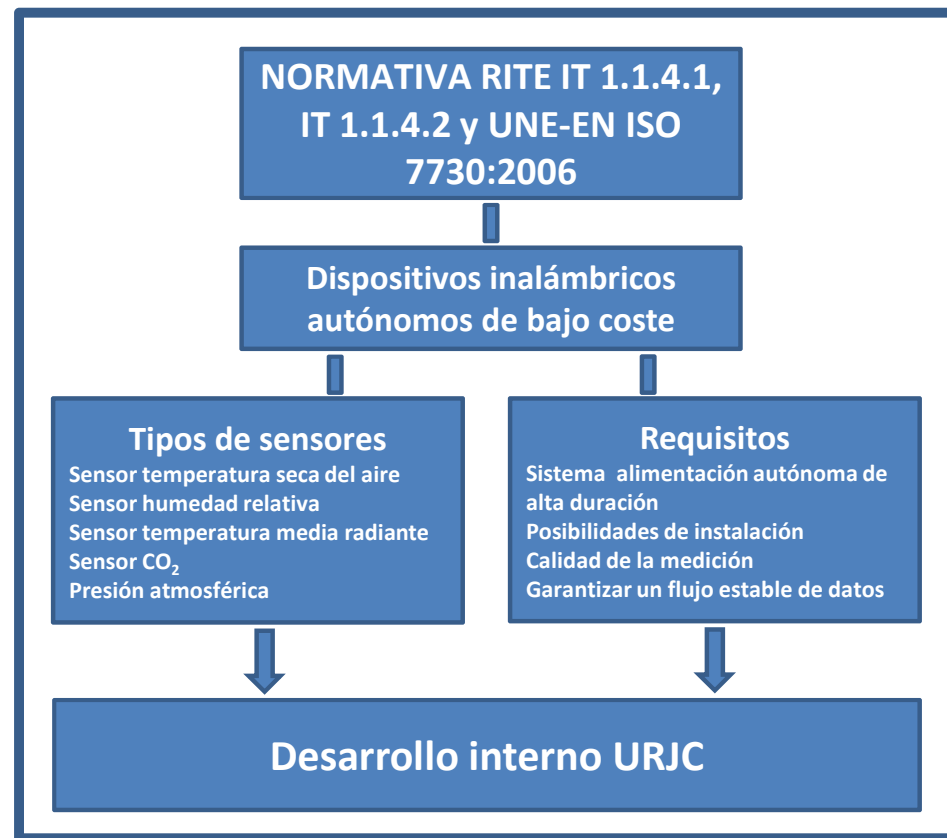 NORMATIVA RITE IT 1.1.4.1,
IT 1.1.4.2 y UNE-EN ISO
7730:2006
Dispositivos inalámbricos
autónomos de bajo coste
Tipos de sensores
Sensor temperatura seca del aire
Sensor humedad relativa
Sensor temperatura media radiante
Sensor CO₂
Presión atmosférica
Requisitos
Sistema alimentación autónoma de
alta duración
Posibilidades de instalación
Calidad de la medición
Garantizar un flujo estable de datos
Desarrollo interno URJC